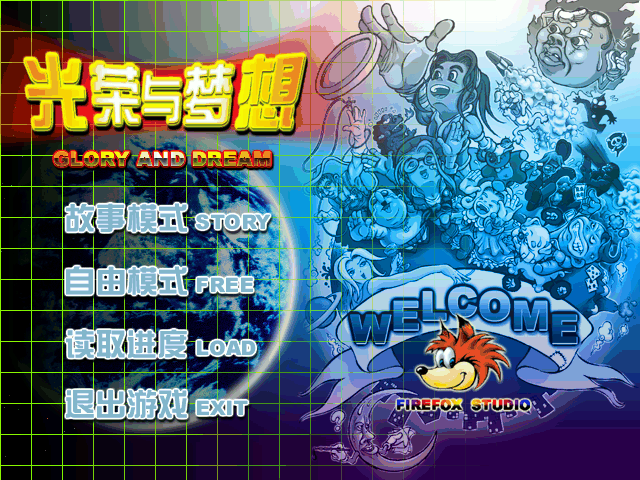 光荣与梦想
GLORY AND DREAM
故事模式 STORY
自由模式 FREE
读取进度 LOAD
退出游戏 EXIT
WELCOME
FIREFOX STUDIO